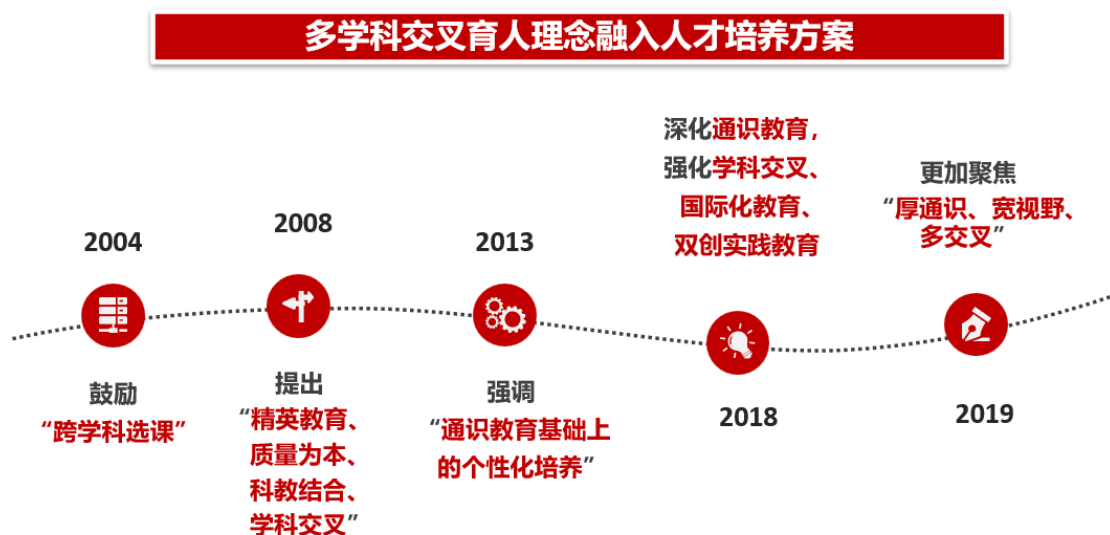 多学科交叉育人理念融入人才培养方案
2004
鼓励
“跨学科选课”
2008
提出
“精英教育、
质量为本、
科教结合、
学科交叉”
2013
强调
“通识教育基础上
的个性化培养”
深化通识教育，
强化学科交叉、
国际化教育、
双创实践教育
2018
更加聚焦
“厚通识、宽视野、
多交叉”
2019